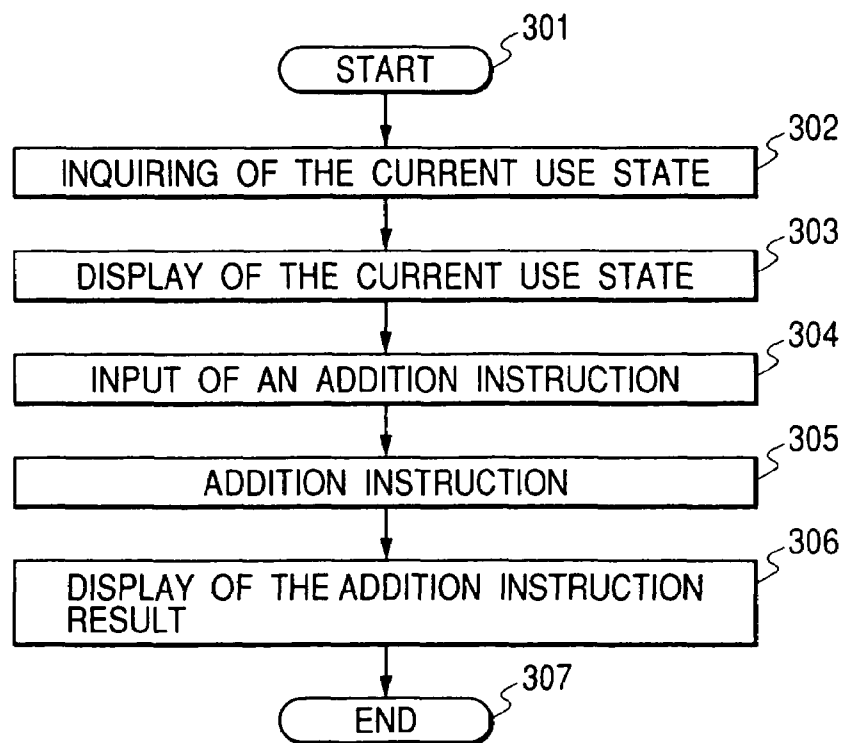 301
START
302
INQUIRING OF THE CURRENT USE STATE
303
DISPLAY OF THE CURRENT USE STATE
304
INPUT OF AN ADDITION INSTRUCTION
305
ADDITION INSTRUCTION
306
DISPLAY OF THE ADDITION INSTRUCTION
RESULT
307
END